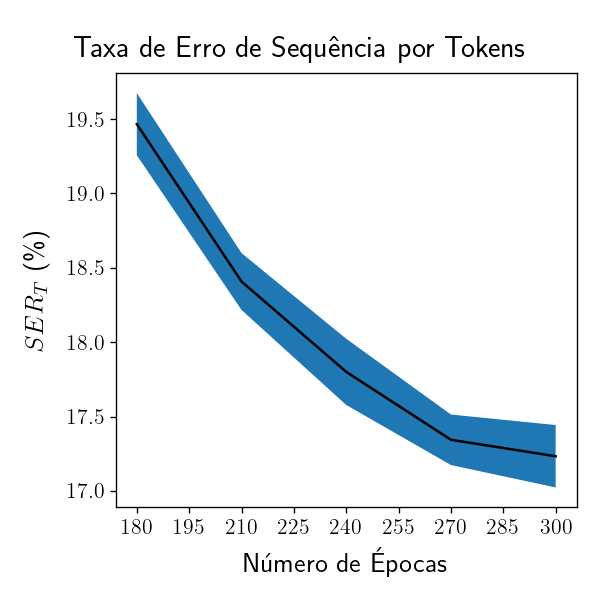 Taxa de Erro de Sequência por Tokens
19.5
19.0
18.5
18.0
17.5
17.0
SER_T (%)
180 195 210 225 240 255 270 285 300
Número de Épocas